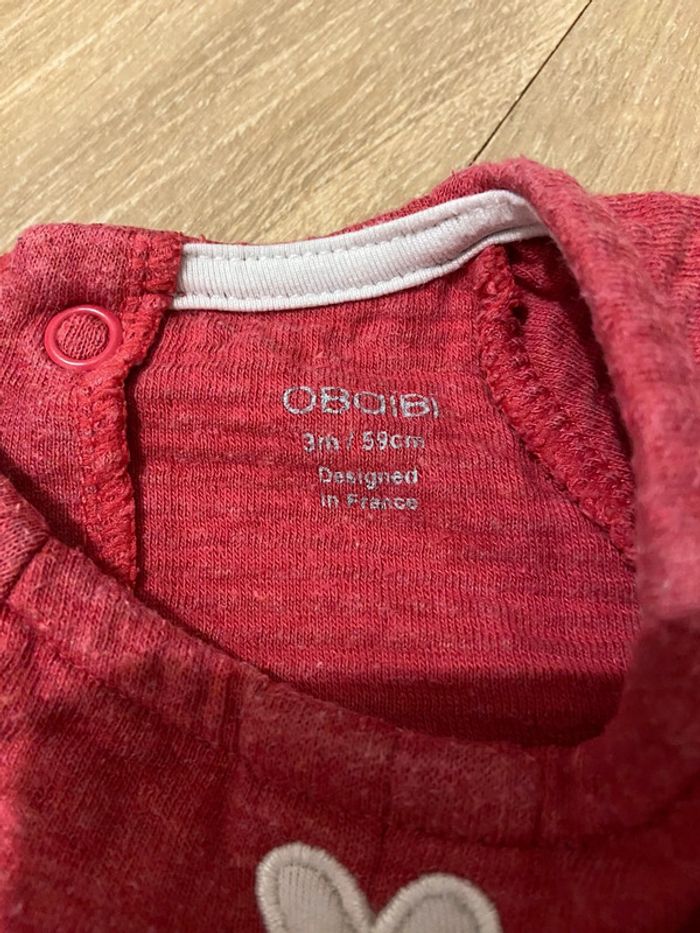 OBAIBI
3m / 59cm
Designed
in France